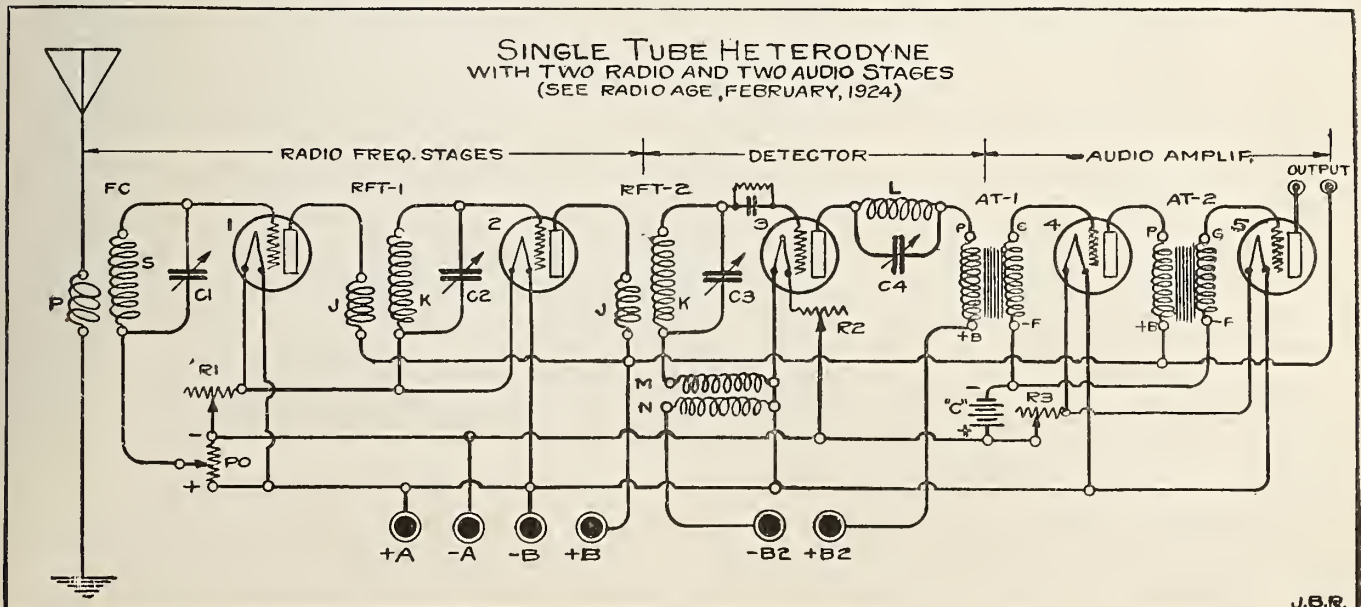 SINGLE TUBE HETERODYNE
WITH TWO RADIO AND TWO AUDIO STAGES
(SEE RADIO AGE, FEBRUARY, 1924)
RADIO FREQ. STAGES DETECTOR AUDIO AMPLIF.
OUTPUT
FC RFT-1 RFT-2 L AT-1 AT-2
1 2 3 4 5
P G P G
S C1 K C2 K C3 C4
P J J
R2 +B -F +B -F
R1 M - R3
N "C"
- +
PO
+
+A -A -B +B -B2 +B2
J.B.R.